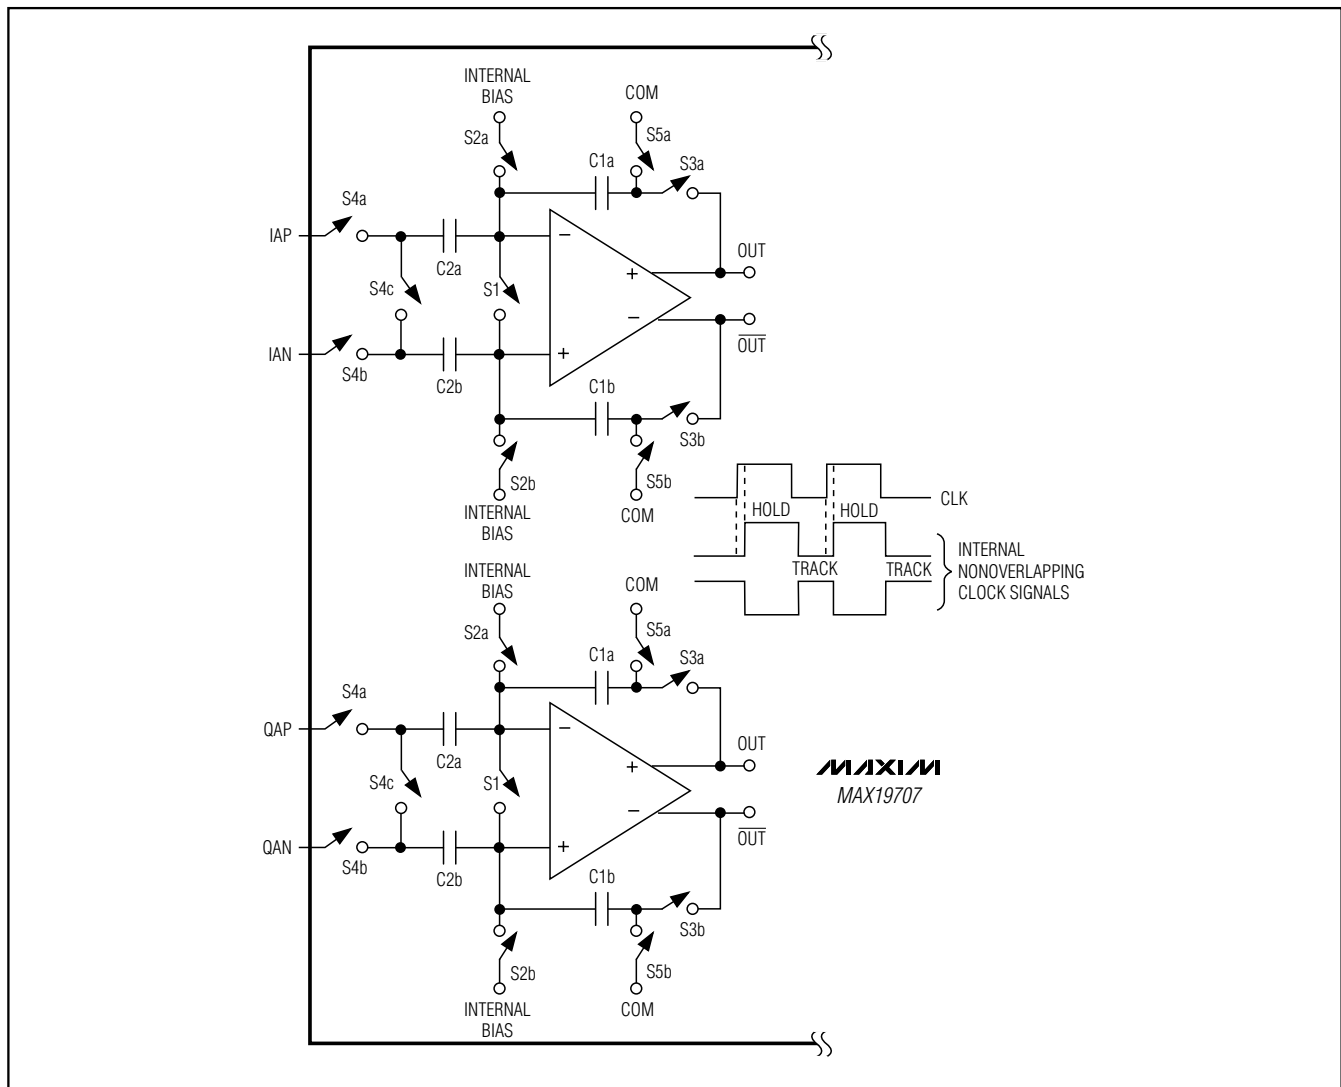 INTERNAL
BIAS
COM
S2a
S5a
C1a
S3a
S4a
IAP
−
C2a
OUT
+
S4c
S1
−
IAN
+
OUT
S4b
C2b
C1b
S3b
S2b
S5b
INTERNAL
BIAS
COM
CLK
HOLD
HOLD
TRACK
TRACK
INTERNAL
NONOVERLAPPING
CLOCK SIGNALS
INTERNAL
BIAS
COM
S2a
S5a
C1a
S3a
S4a
QAP
−
C2a
OUT
+
S4c
S1
−
QAN
+
OUT
S4b
C2b
C1b
S3b
S2b
S5b
INTERNAL
BIAS
COM
MAXIM
MAX19707